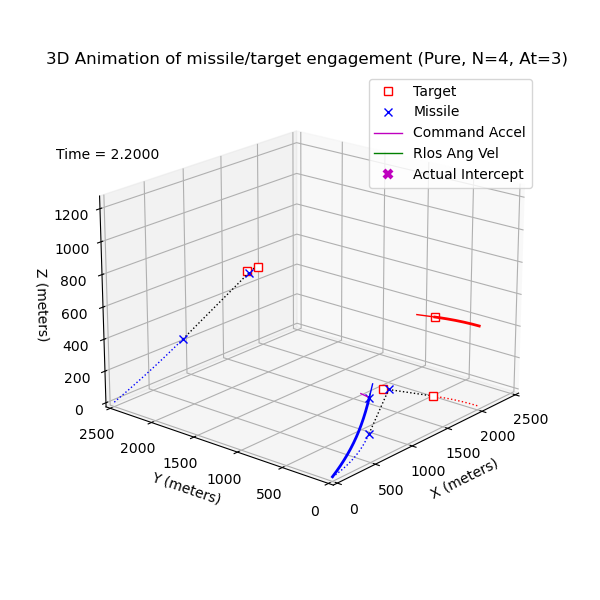 3D Animation of missile/target engagement (Pure, N=4, At=3)
Target
Missile
Command Accel
Rlos Ang Vel
Actual Intercept
Time = 2.2000
1200
1000
800
600
400
200
0
Z (meters)
2500
2000
1500
1000
500
0
Y (meters)
0
500
1000
1500
2000
2500
X (meters)